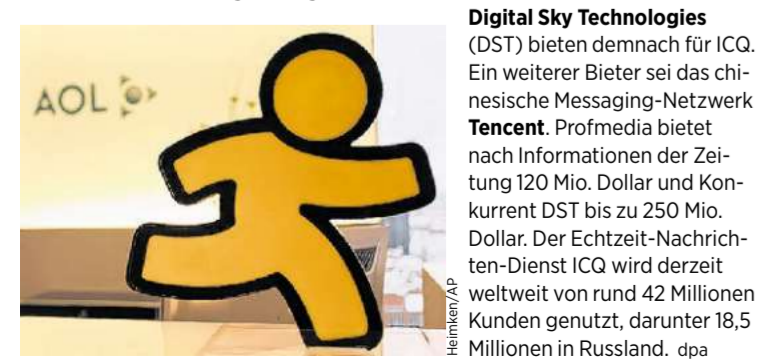 AOL
Heimken/AP
Digital Sky Technologies
(DST) bieten demnach für ICQ.
Ein weiterer Bieter sei das chi-
nesische Messaging-Netzwerk
Tencent. Profmedia bietet
nach Informationen der Zei-
tung 120 Mio. Dollar und Kon-
kurrent DST bis zu 250 Mio.
Dollar. Der Echtzeit-Nachrich-
ten-Dienst ICQ wird derzeit
weltweit von rund 42 Millionen
Kunden genutzt, darunter 18,5
Millionen in Russland. dpa